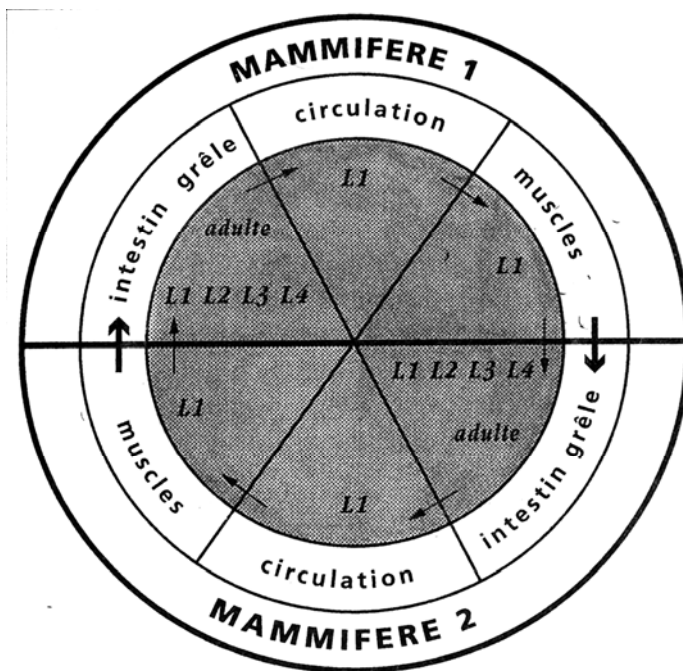 MAMMIFERE 1
circulation
intestin grêle
muscles
L1
adulte
L1
L1 L2 L3 L4
L1 L2 L3 L4
L1
adulte
muscles
intestin grêle
L1
circulation
MAMMIFERE 2